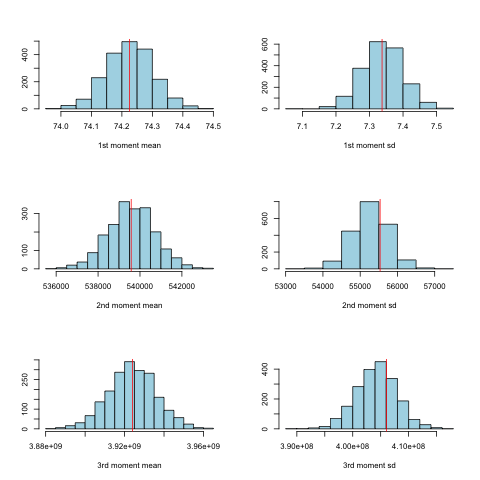 0 200 400
74.0 74.1 74.2 74.3 74.4 74.5
1st moment mean
0 200 600
7.1 7.2 7.3 7.4 7.5
1st moment sd
0 100 300
536000 538000 540000 542000
2nd moment mean
0 200 600
53000 54000 55000 56000 57000
2nd moment sd
0 100 250
3.88e+09 3.92e+09 3.96e+09
3rd moment mean
0 200 400
3.90e+08 4.00e+08 4.10e+08
3rd moment sd